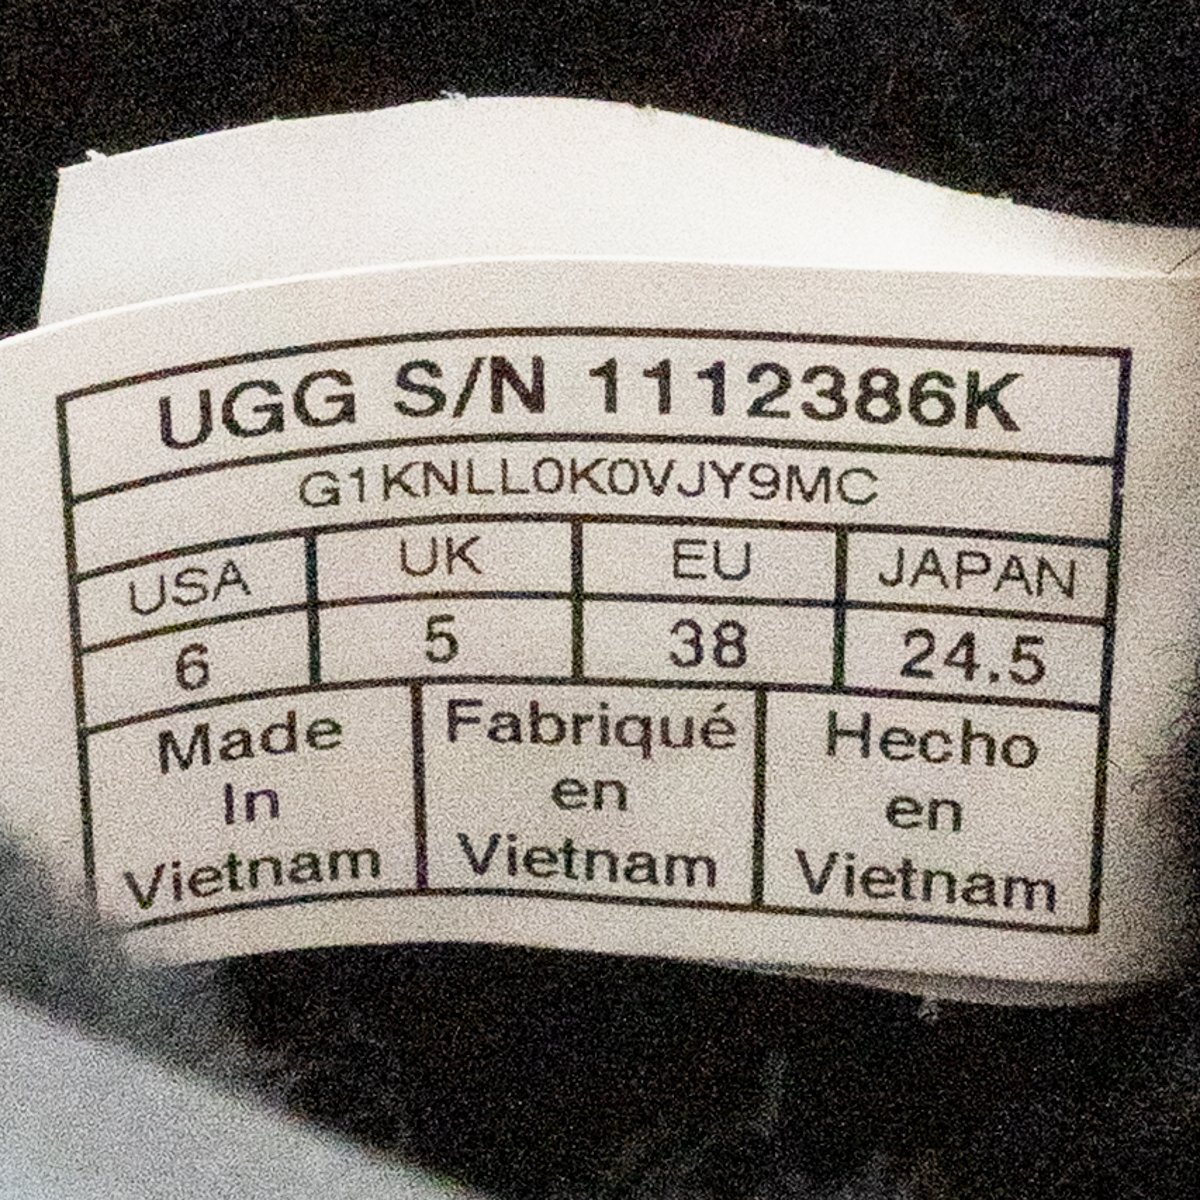 UGG S/N 1112386K
G1KNLL0K0VJY9MC
USA UK EU JAPAN
6 5 38 24.5
Made
In
Vietnam
Fabriqué
en
Vietnam
Hecho
en
Vietnam